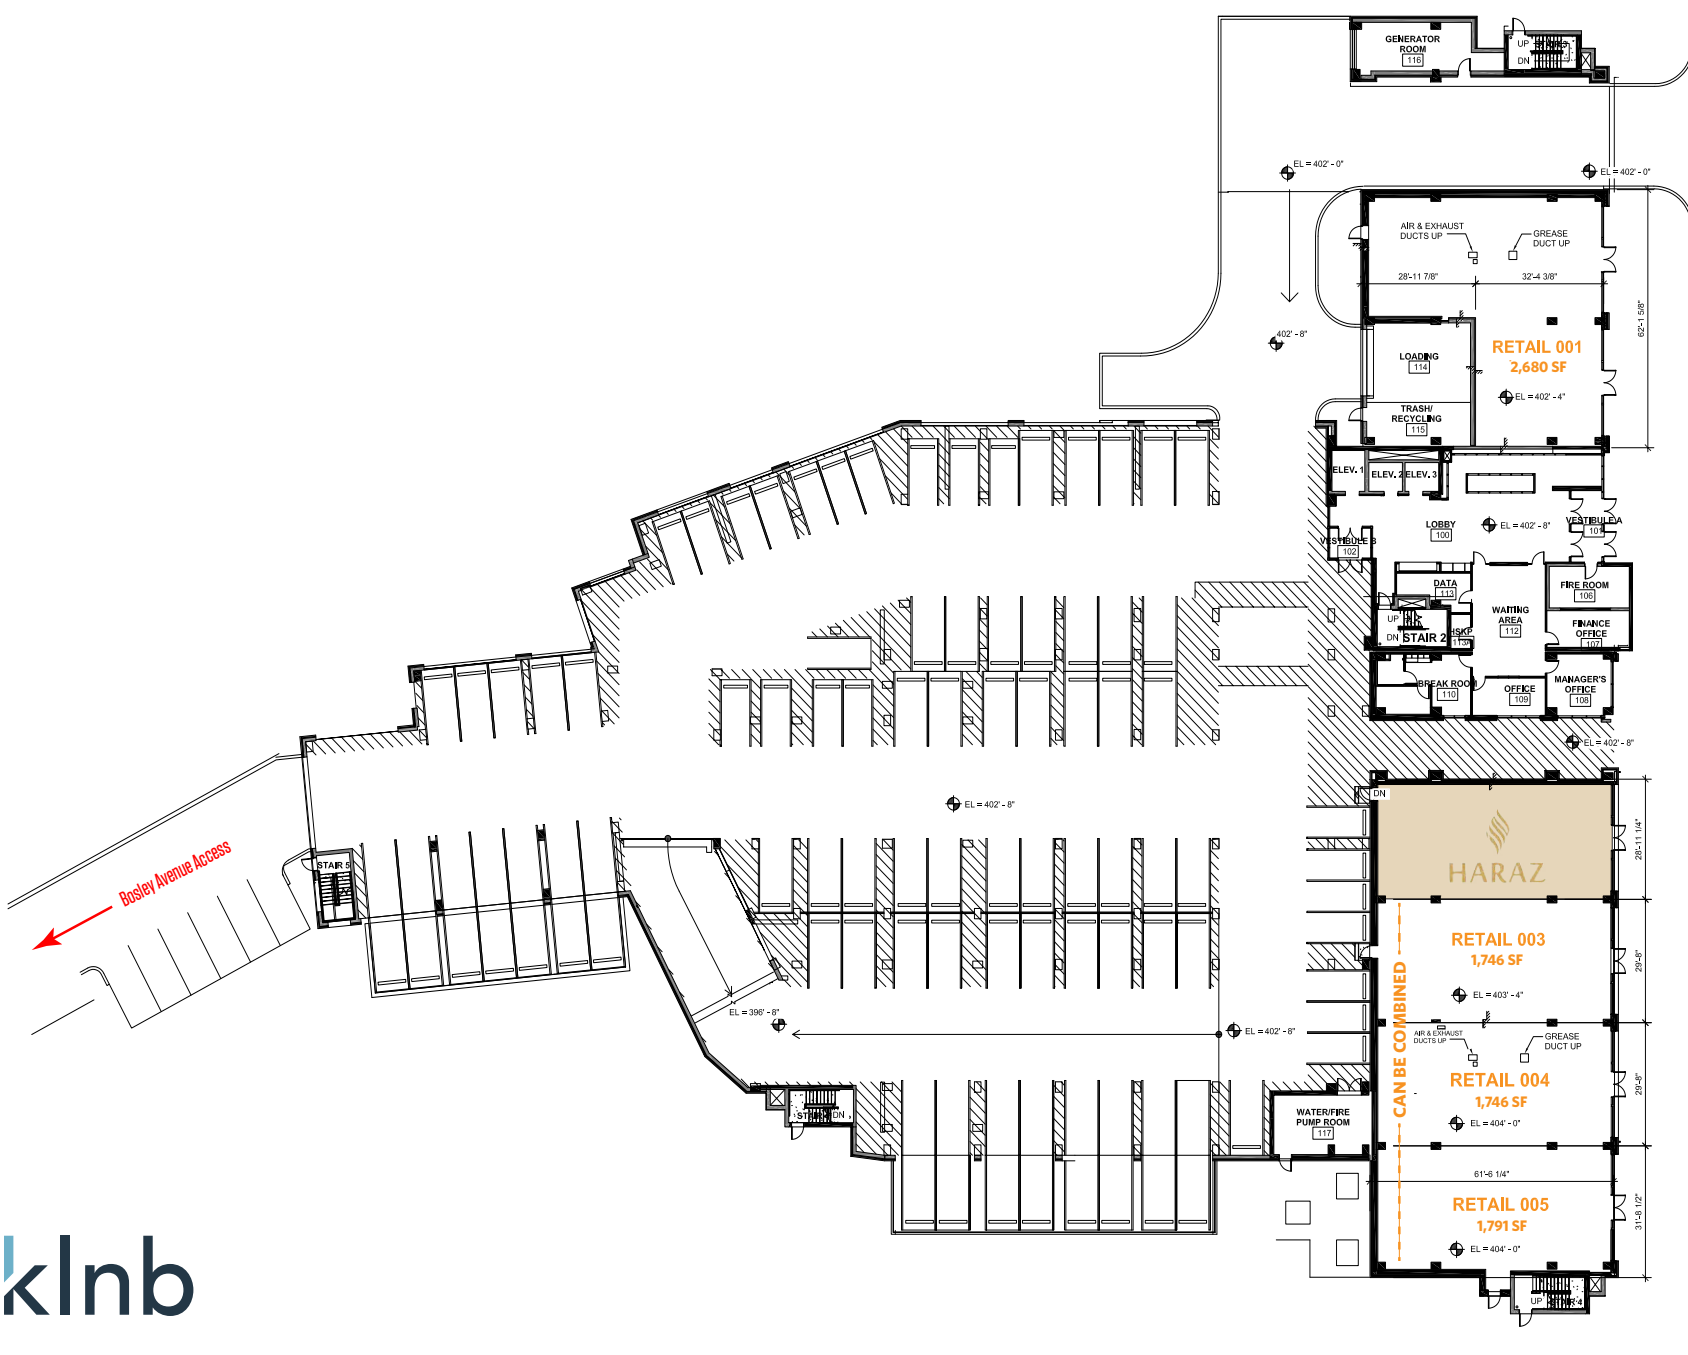 GENERATOR
ROOM
116
UP
DN
EL = 402' - 0"
EL = 402' - 0"
AIR & EXHAUST
DUCTS UP
GREASE
DUCT UP
28'-11 7/8"
32'-4 3/8"
62'-1 5/8"
402' - 8"
RETAIL 001
2,680 SF
LOADING
114
EL = 402' - 4"
TRASH/
RECYCLING
115
ELEV. 1
ELEV. 2
ELEV. 3
LOBBY
100
EL = 402' - 8"
VESTIBULE A
101
VESTIBULE B
102
DATA
113
FIRE ROOM
106
WAITING
AREA
112
UP
DN
STAIR 2
HSKP
113A
FINANCE
OFFICE
107
BREAK ROOM
110
OFFICE
109
MANAGER'S
OFFICE
108
EL = 402' - 8"
DN
HARAZ
28'-11 1/4"
EL = 402' - 8"
Bosley Avenue Access
STAIR 5
RETAIL 003
1,746 SF
EL = 403' - 4"
29'-8"
CAN BE COMBINED
EL = 396' - 8"
EL = 402' - 8"
AIR & EXHAUST
DUCTS UP
GREASE
DUCT UP
RETAIL 004
1,746 SF
EL = 404' - 0"
29'-8"
DN
WATER/FIRE
PUMP ROOM
117
61'-6 1/4"
RETAIL 005
1,791 SF
EL = 404' - 0"
31'-8 1/2"
UP
STAIR 4
klnb